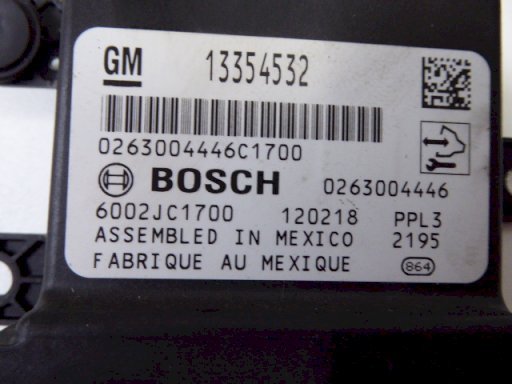 GM 13354532
0263004446C1700
BOSCH 0263004446
6002JC1700 120218 PPL3
ASSEMBLED IN MEXICO 2195
FABRIQUE AU MEXIQUE 864